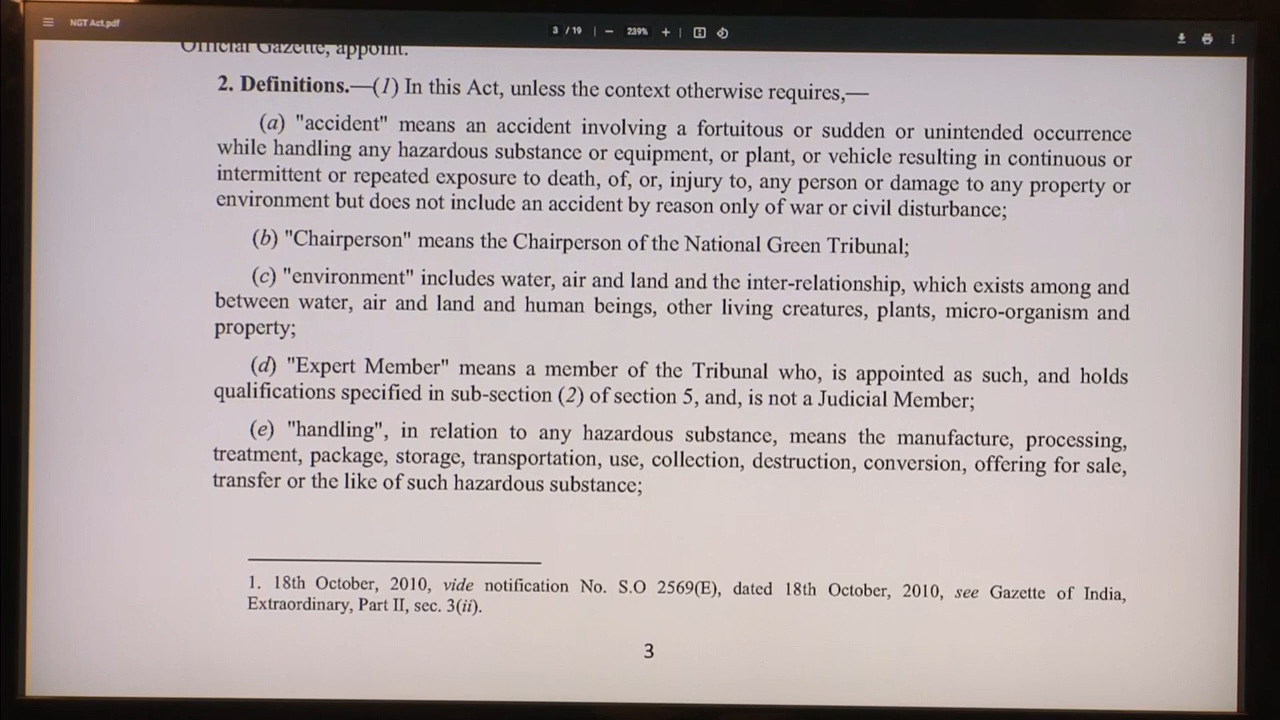 NGT Act.pdf
3 / 19 | − 239% + |
Official Gazette, appoint.
2. Definitions.—(1) In this Act, unless the context otherwise requires,—
(a) "accident" means an accident involving a fortuitous or sudden or unintended occurrence
while handling any hazardous substance or equipment, or plant, or vehicle resulting in continuous or
intermittent or repeated exposure to death, of, or, injury to, any person or damage to any property or
environment but does not include an accident by reason only of war or civil disturbance;
(b) "Chairperson" means the Chairperson of the National Green Tribunal;
(c) "environment" includes water, air and land and the inter-relationship, which exists among and
between water, air and land and human beings, other living creatures, plants, micro-organism and
property;
(d) "Expert Member" means a member of the Tribunal who, is appointed as such, and holds
qualifications specified in sub-section (2) of section 5, and, is not a Judicial Member;
(e) "handling", in relation to any hazardous substance, means the manufacture, processing,
treatment, package, storage, transportation, use, collection, destruction, conversion, offering for sale,
transfer or the like of such hazardous substance;
1. 18th October, 2010, vide notification No. S.O 2569(E), dated 18th October, 2010, see Gazette of India,
Extraordinary, Part II, sec. 3(ii).
3